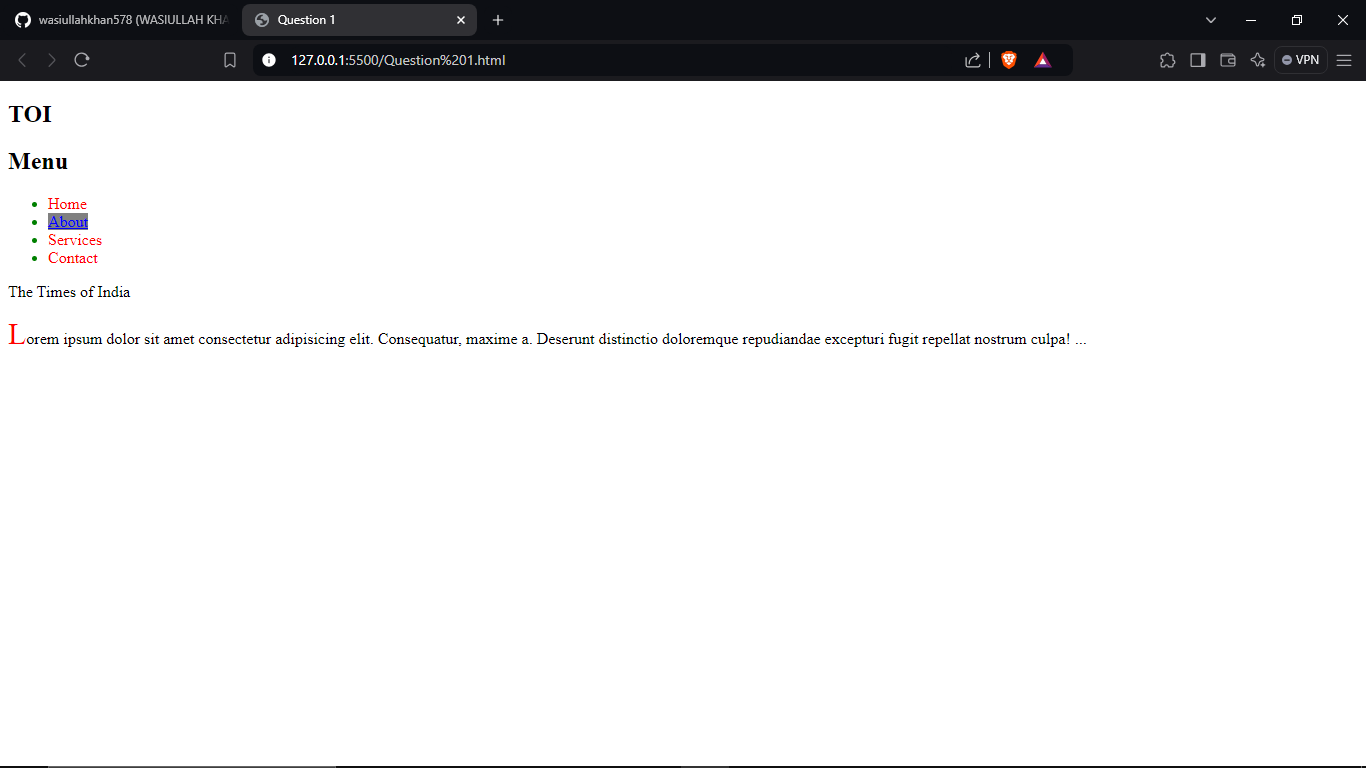 wasiullahkhan578 (WASIULLAH KHA
Question 1
127.0.0.1:5500/Question%201.html
VPN
TOI
Menu
Home
About
Services
Contact
The Times of India
Lorem ipsum dolor sit amet consectetur adipisicing elit. Consequatur, maxime a. Deserunt distinctio doloremque repudiandae excepturi fugit repellat nostrum culpa! ...